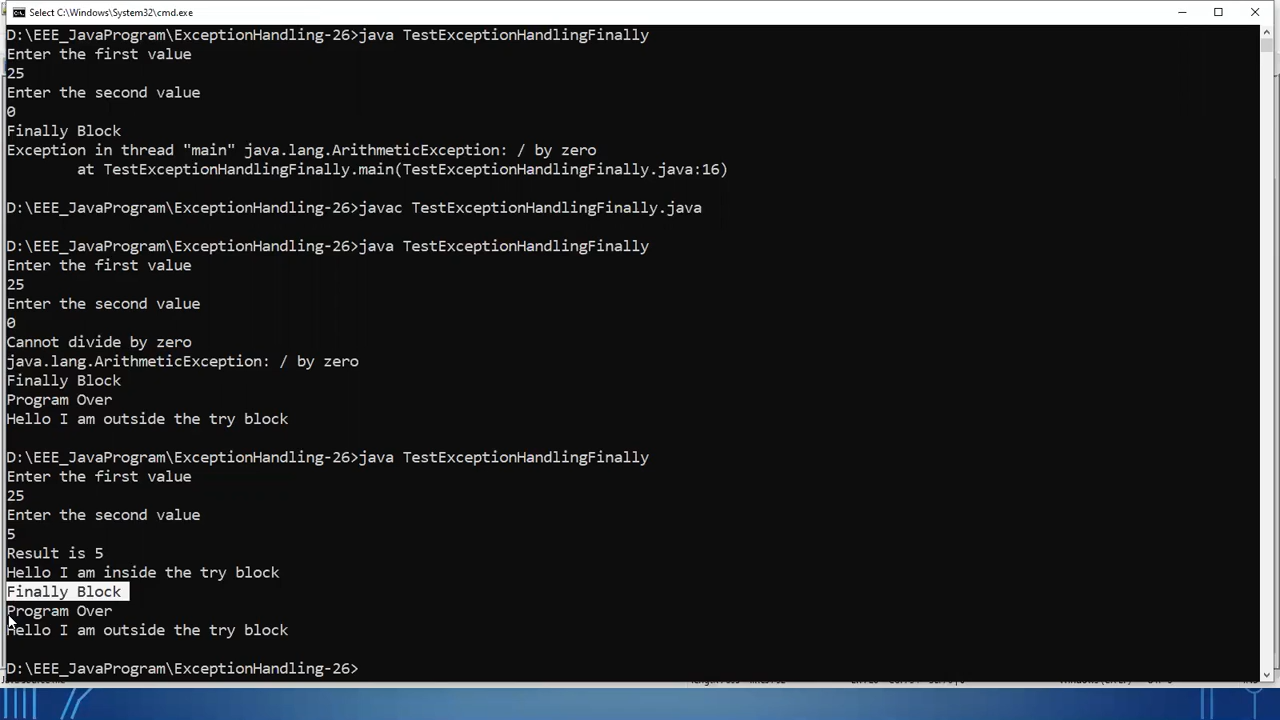 Select C:\Windows\System32\cmd.exe
D:\EEE_JavaProgram\ExceptionHandling-26>java TestExceptionHandlingFinally
Enter the first value
25
Enter the second value
0
Finally Block
Exception in thread "main" java.lang.ArithmeticException: / by zero
at TestExceptionHandlingFinally.main(TestExceptionHandlingFinally.java:16)
D:\EEE_JavaProgram\ExceptionHandling-26>javac TestExceptionHandlingFinally.java
D:\EEE_JavaProgram\ExceptionHandling-26>java TestExceptionHandlingFinally
Enter the first value
25
Enter the second value
0
Cannot divide by zero
java.lang.ArithmeticException: / by zero
Finally Block
Program Over
Hello I am outside the try block
D:\EEE_JavaProgram\ExceptionHandling-26>java TestExceptionHandlingFinally
Enter the first value
25
Enter the second value
5
Result is 5
Hello I am inside the try block
Finally Block
Program Over
Hello I am outside the try block
D:\EEE_JavaProgram\ExceptionHandling-26>